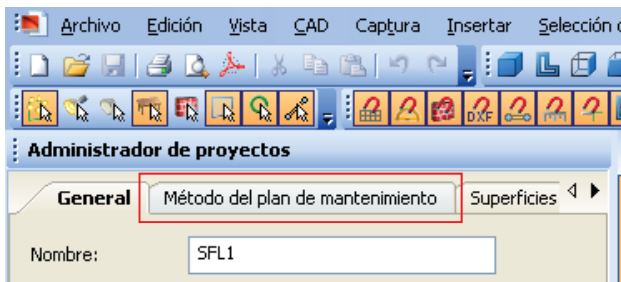 Archivo Edición Vista CAD Captura Insertar Selección
DXF
Administrador de proyectos
General Método del plan de mantenimiento Superficies
Nombre: SFL1